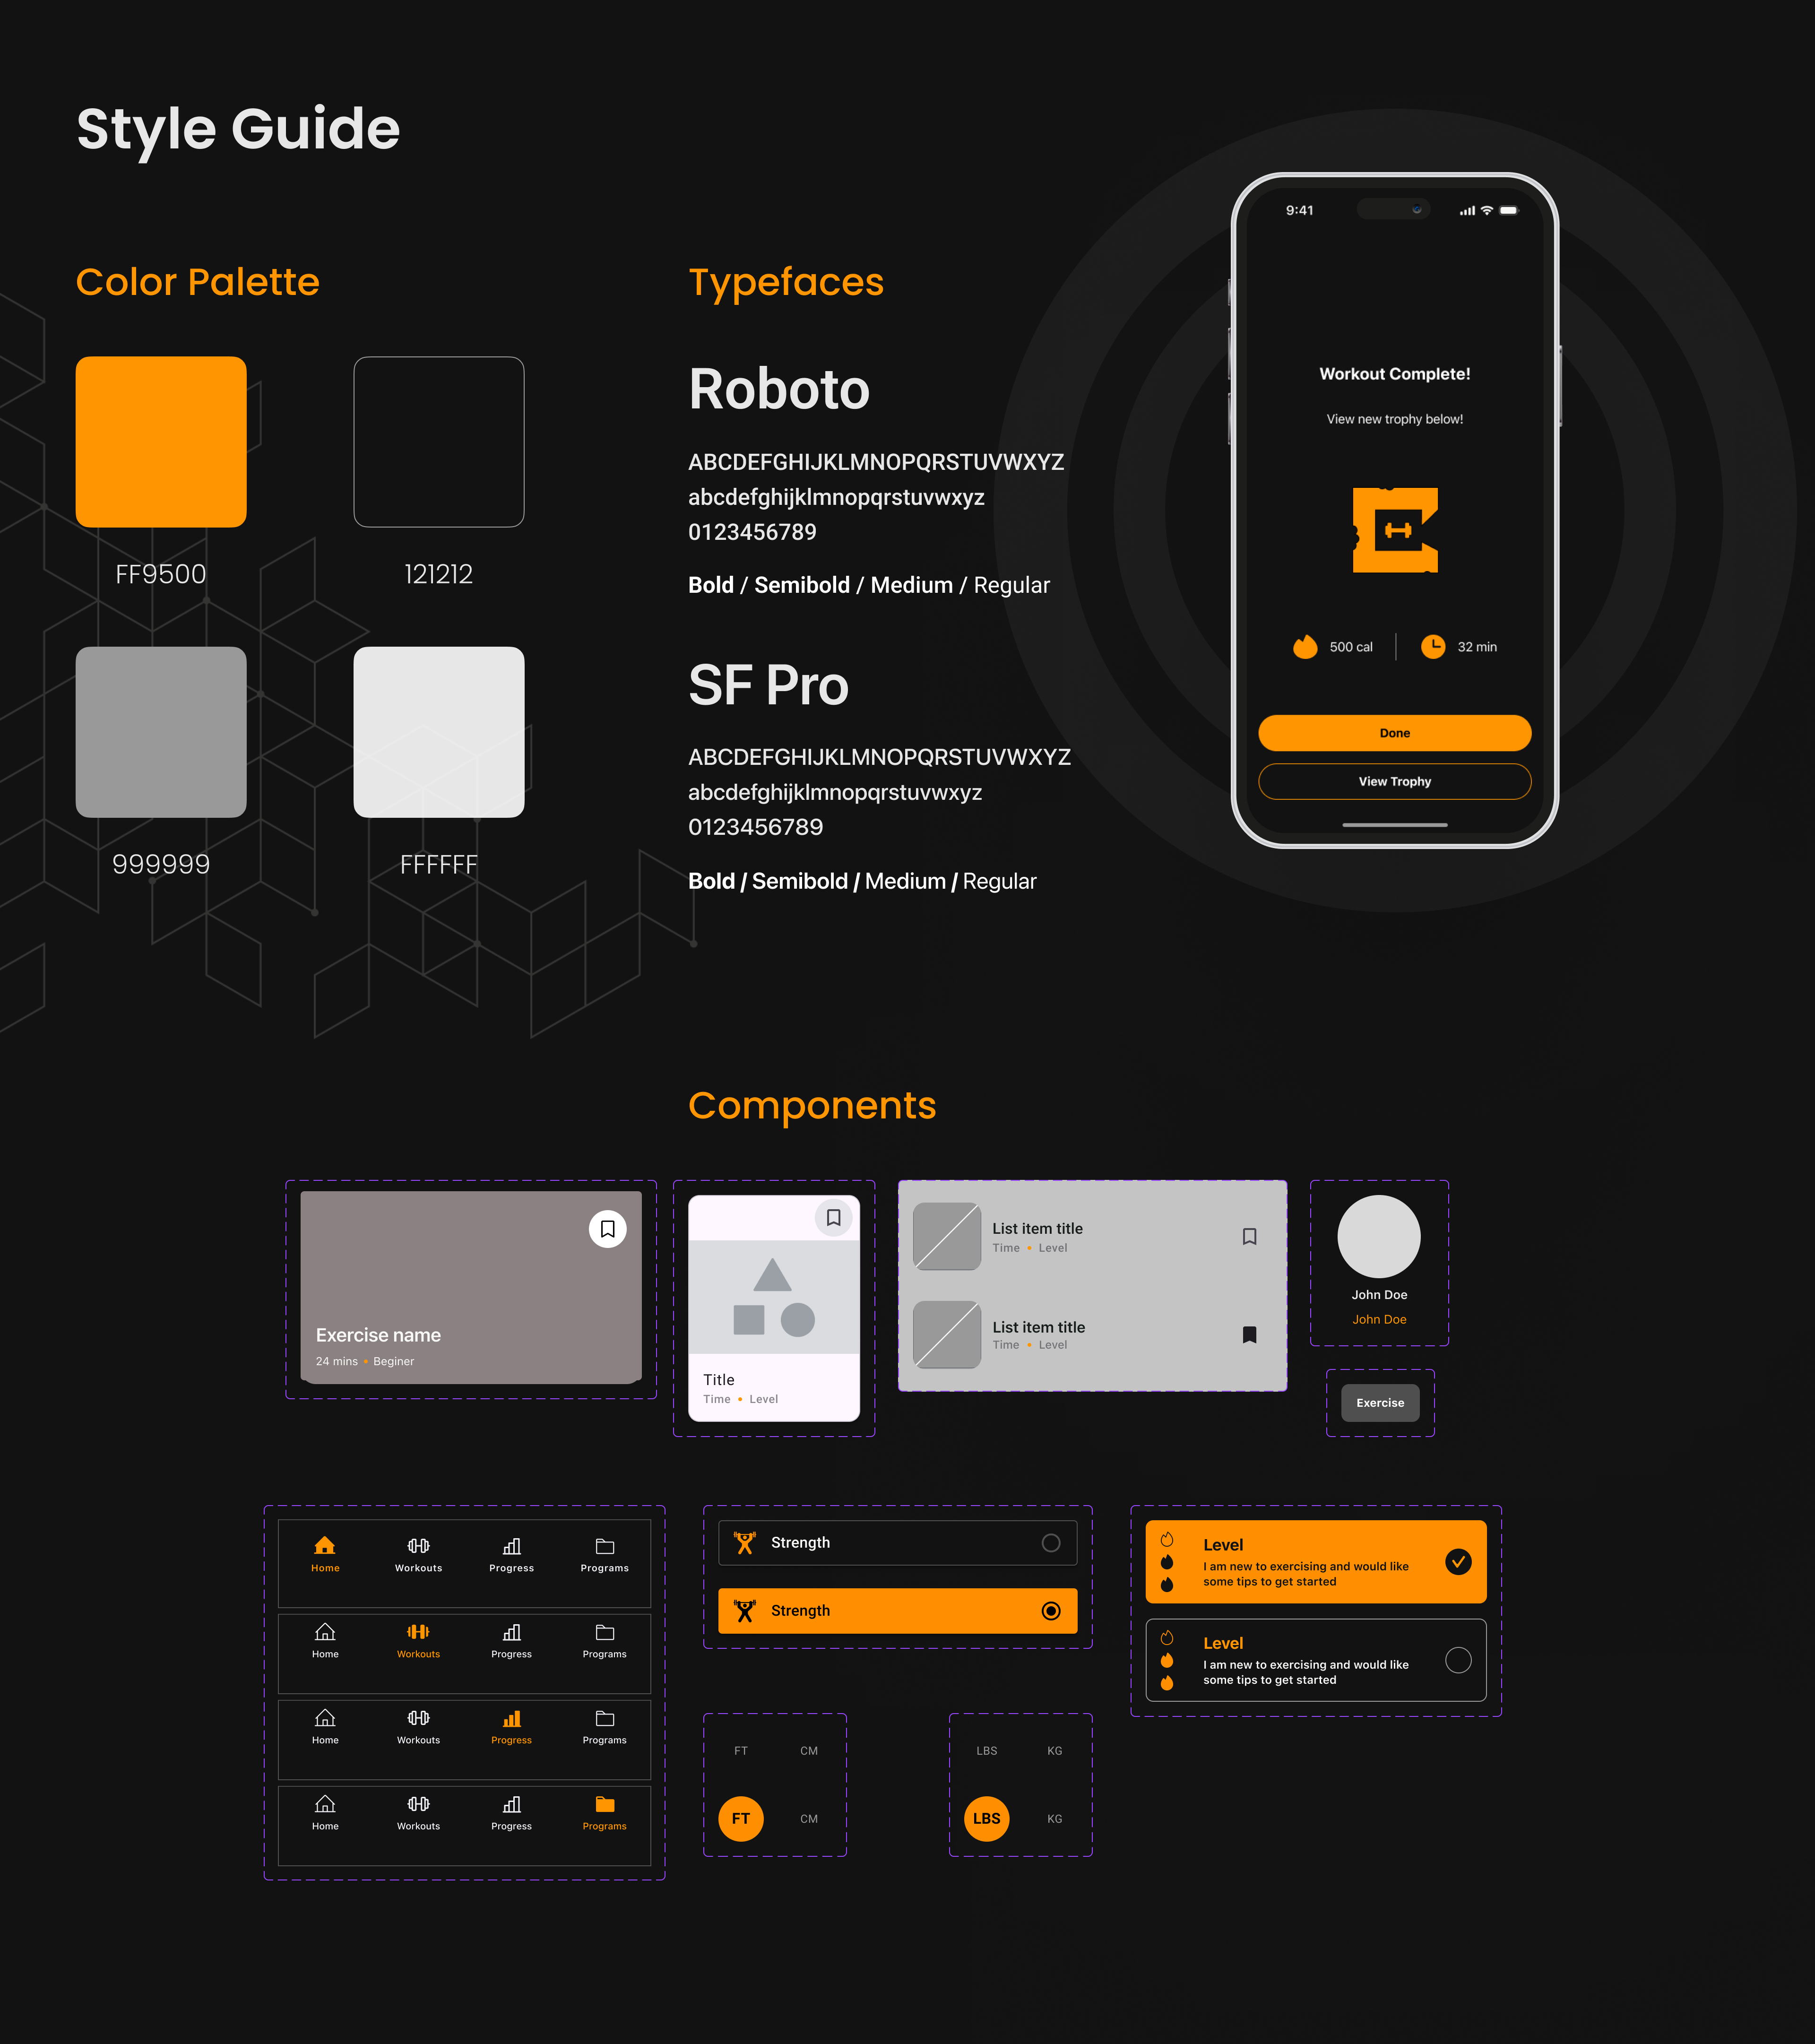 Style Guide
Color Palette
FF9500
121212
999999
FFFFFF
Typefaces
Roboto
ABCDEFGHIJKLMNOPQRSTUVWXYZ
abcdefghijklmnopqrstuvwxyz
0123456789
Bold / Semibold / Medium / Regular
SF Pro
ABCDEFGHIJKLMNOPQRSTUVWXYZ
abcdefghijklmnopqrstuvwxyz
0123456789
Bold / Semibold / Medium / Regular
9:41
Workout Complete!
View new trophy below!
500 cal
32 min
Done
View Trophy
Components
Exercise name
24 mins • Beginer
Title
Time • Level
List item title
Time • Level
List item title
Time • Level
John Doe
John Doe
Exercise
Home Workouts Progress Programs
Home Workouts Progress Programs
Home Workouts Progress Programs
Home Workouts Progress Programs
Strength
Strength
Level
I am new to exercising and would like
some tips to get started
Level
I am new to exercising and would like
some tips to get started
FT CM
FT CM
LBS KG
LBS KG